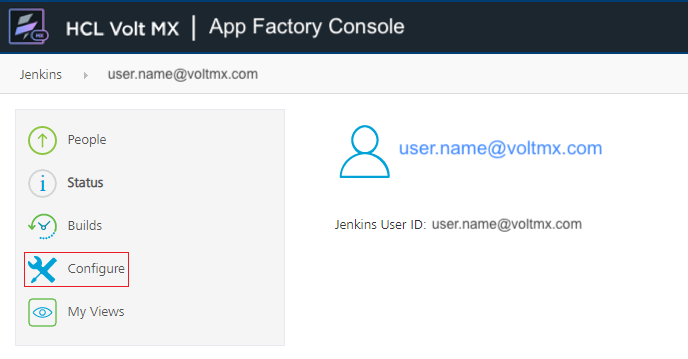 HCL Volt MX | App Factory Console
MX
Jenkins user.name@voltmx.com
People
Status
Builds
Configure
My Views
user.name@voltmx.com
Jenkins User ID: user.name@voltmx.com